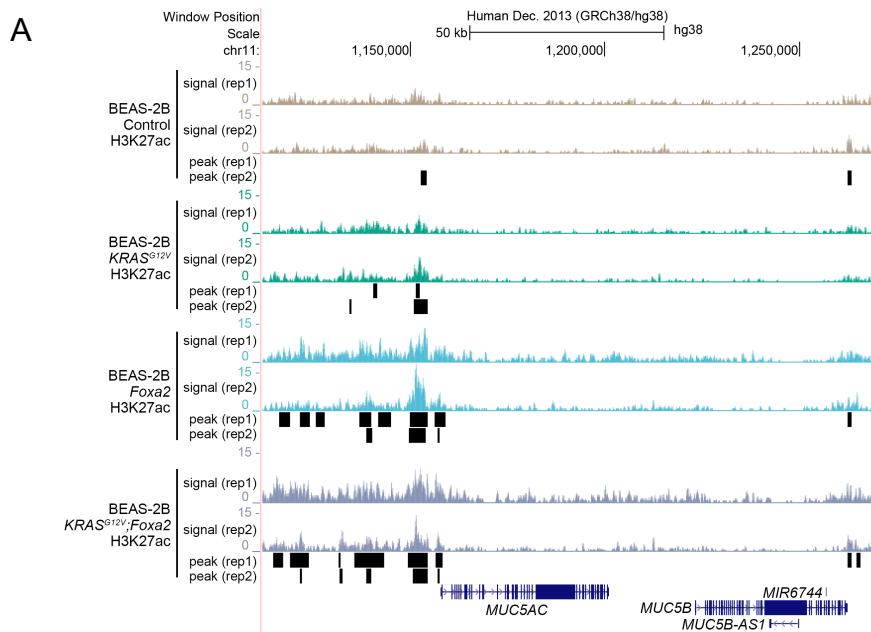 A
Window Position
Human Dec. 2013 (GRCh38/hg38)
Scale
50 kb
hg38
chr11:
1,150,000
1,200,000
1,250,000
15
signal (rep1)
0
BEAS-2B
Control
H3K27ac
15
signal (rep2)
0
peak (rep1)
peak (rep2)
15
signal (rep1)
0
BEAS-2B
KRASG12V
H3K27ac
15
signal (rep2)
0
peak (rep1)
peak (rep2)
15
signal (rep1)
0
BEAS-2B
Foxa2
H3K27ac
15
signal (rep2)
0
peak (rep1)
peak (rep2)
15
signal (rep1)
0
BEAS-2B
KRASG12V;Foxa2
H3K27ac
15
signal (rep2)
0
peak (rep1)
peak (rep2)
MUC5AC
MIR6744
MUC5B
MUC5B-AS1